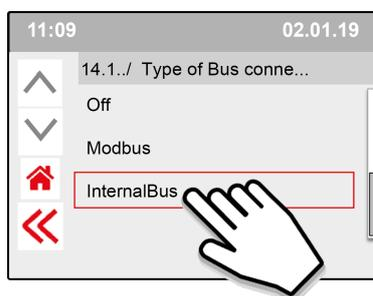 11:09 02.01.19
14.1../ Type of Bus conne...
Off
Modbus
InternalBus